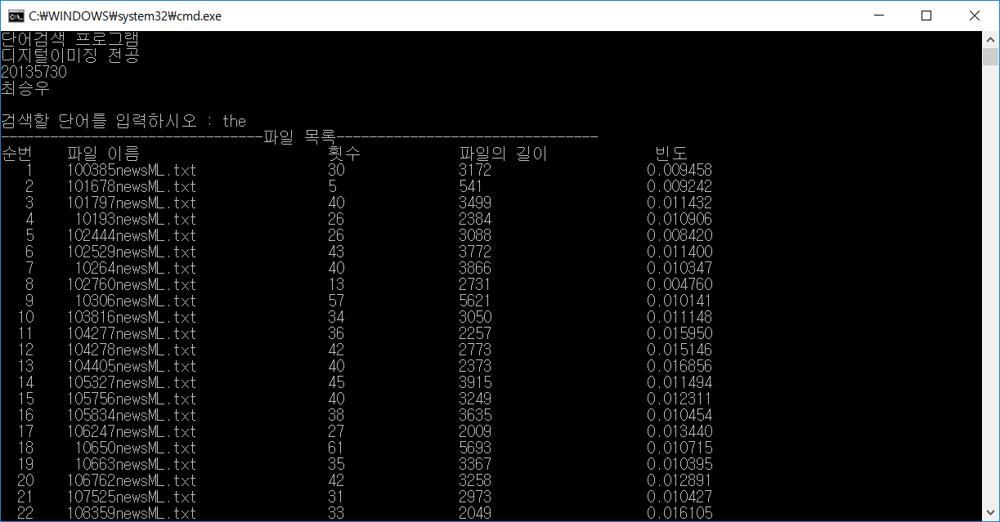 C:₩WINDOWS₩system32₩cmd.exe
단어검색 프로그램
디지털이미징 전공
20135730
최승우
검색할 단어를 입력하시오 : the
--------------------------------파일 목록--------------------------------
순번 파일 이름 횟수 파일의 길이 빈도
1 100385newsML.txt 30 3172 0.009458
2 101678newsML.txt 5 541 0.009242
3 101797newsML.txt 40 3499 0.011432
4 10193newsML.txt 26 2384 0.010906
5 102444newsML.txt 26 3088 0.008420
6 102529newsML.txt 43 3772 0.011400
7 10264newsML.txt 40 3866 0.010347
8 102760newsML.txt 13 2731 0.004760
9 10306newsML.txt 57 5621 0.010141
10 103816newsML.txt 34 3050 0.011148
11 104277newsML.txt 36 2257 0.015950
12 104278newsML.txt 42 2773 0.015146
13 104405newsML.txt 40 2373 0.016856
14 105327newsML.txt 45 3915 0.011494
15 105756newsML.txt 40 3249 0.012311
16 105834newsML.txt 38 3635 0.010454
17 106247newsML.txt 27 2009 0.013440
18 10650newsML.txt 61 5693 0.010715
19 10663newsML.txt 35 3367 0.010395
20 106762newsML.txt 42 3258 0.012891
21 107525newsML.txt 31 2973 0.010427
22 108359newsML.txt 33 2049 0.016105